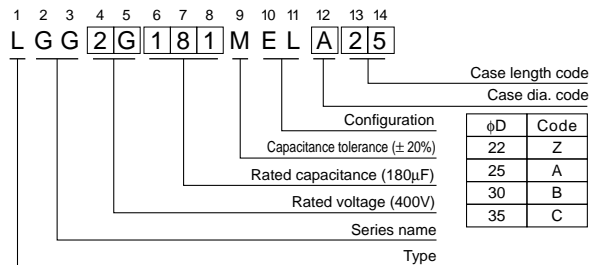 1 2 3 4 5 6 7 8 9 10 11 12 13 14
L G G 2 G 1 8 1 M E L A 2 5
Case length code
Case dia. code
Configuration
Capacitance tolerance (± 20%)
Rated capacitance (180µF)
Rated voltage (400V)
Series name
Type
ϕD Code
22 Z
25 A
30 B
35 C